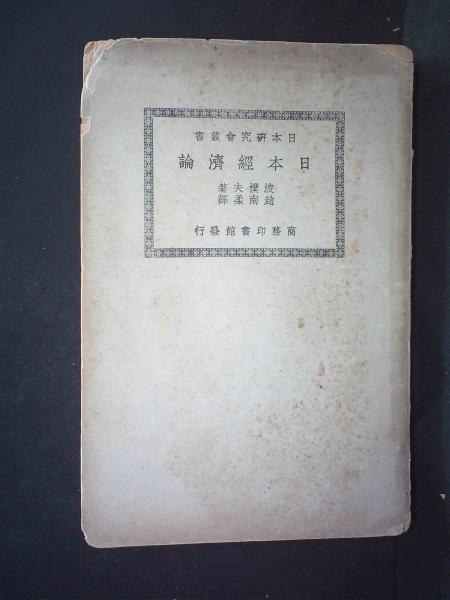 日本研究會叢書
日本經濟論
波樸夫著
趙南柔譯
商務印書館發行